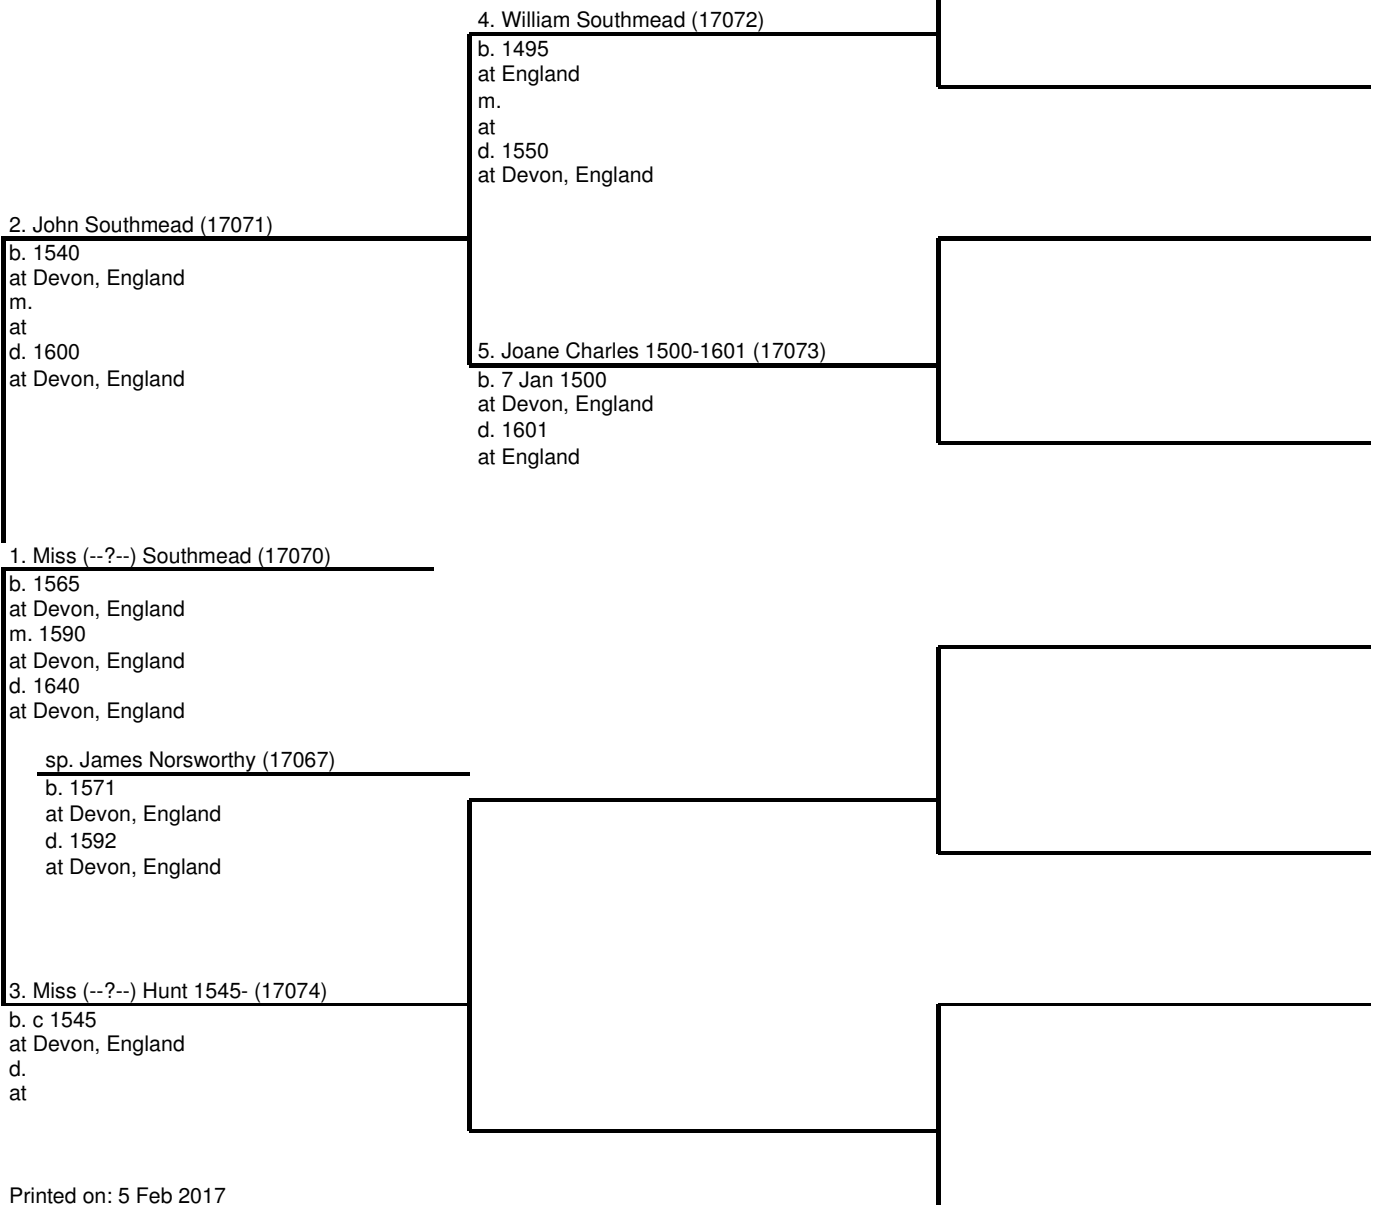 4. William Southmead (17072)
b. 1495
at England
m.
at
d. 1550
at Devon, England
2. John Southmead (17071)
b. 1540
at Devon, England
m.
at
d. 1600
at Devon, England
5. Joane Charles 1500-1601 (17073)
b. 7 Jan 1500
at Devon, England
d. 1601
at England
1. Miss (--?--) Southmead (17070)
b. 1565
at Devon, England
m. 1590
at Devon, England
d. 1640
at Devon, England
sp. James Norsworthy (17067)
b. 1571
at Devon, England
d. 1592
at Devon, England
3. Miss (--?--) Hunt 1545- (17074)
b. c 1545
at Devon, England
d.
at
Printed on: 5 Feb 2017